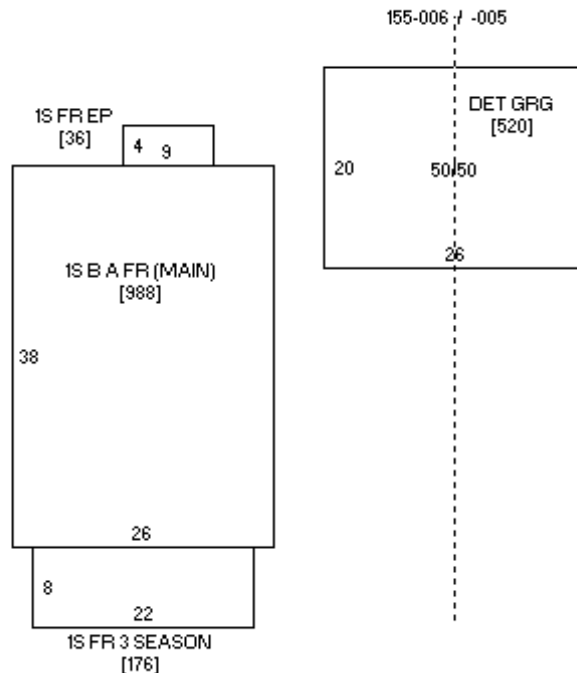 155-006 / -005
DET GRG
[520]
20
50/50
26
1S FR EP
[36]
4
9
1S B A FR (MAIN)
[988]
38
26
8
22
1S FR 3 SEASON
[176]